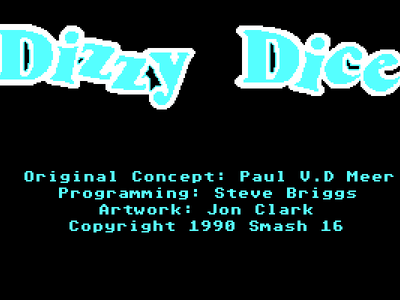 Dizzy Dice
Original Concept: Paul V.D Meer
Programming: Steve Briggs
Artwork: Jon Clark
Copyright 1990 Smash 16